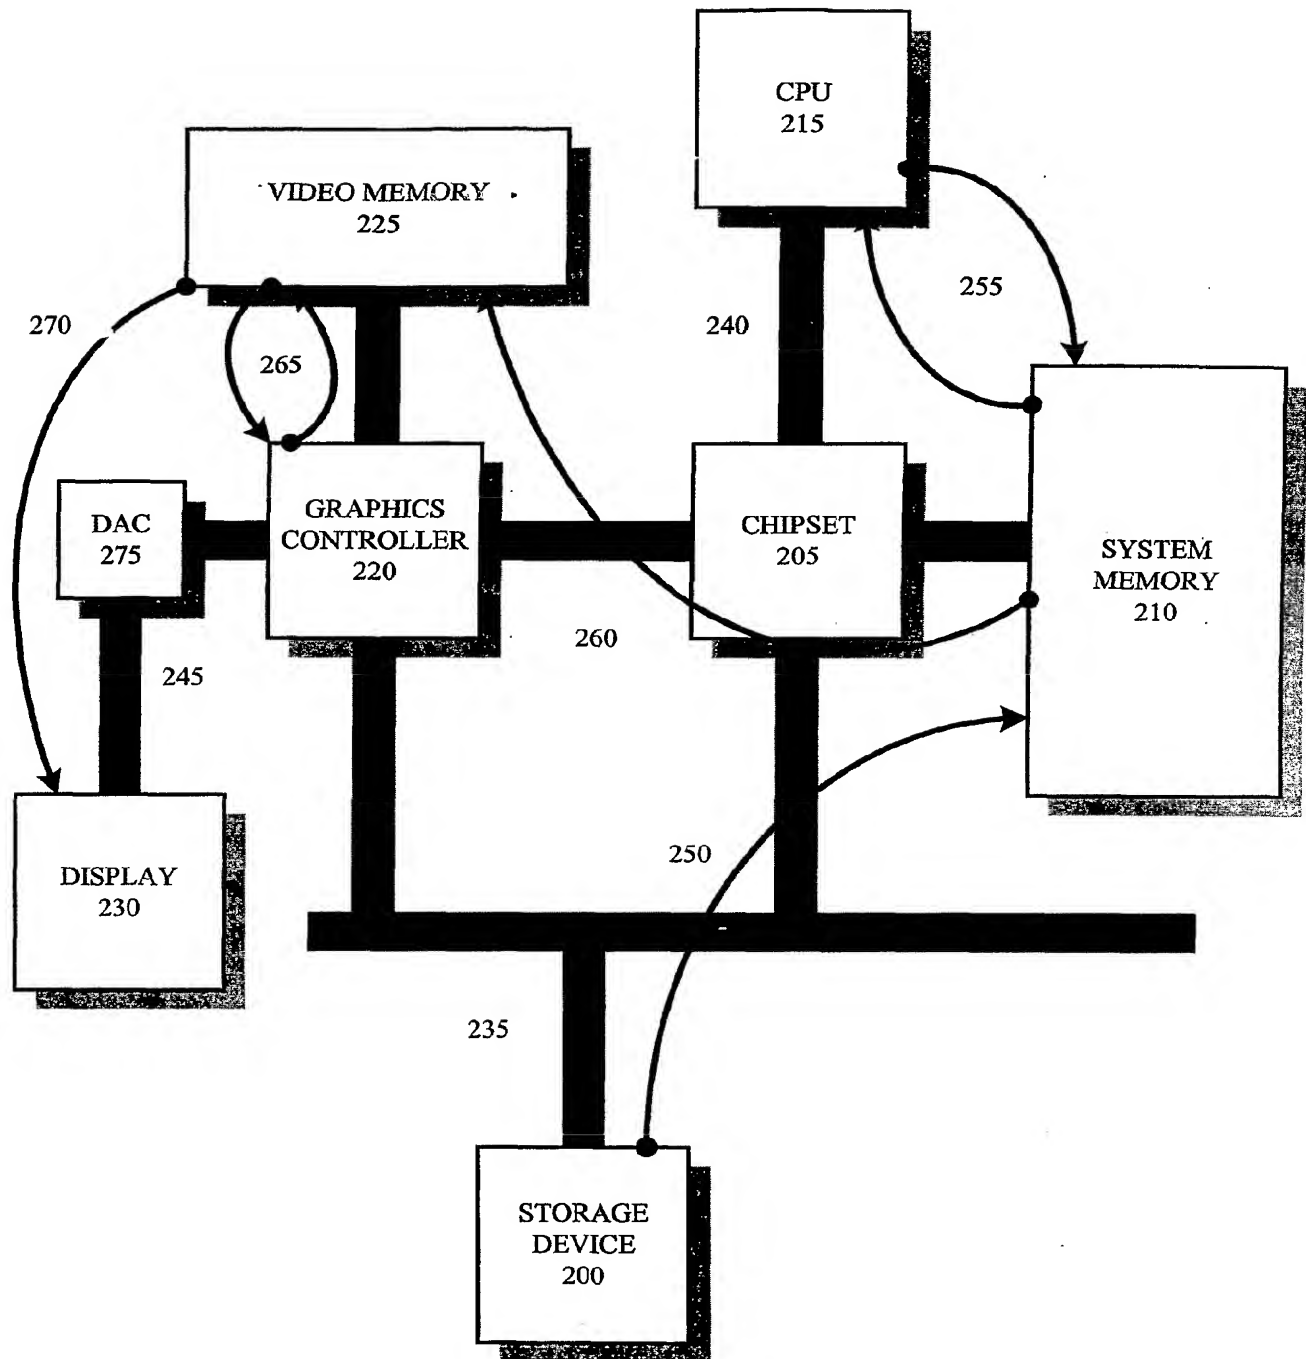 CPU
215
VIDEO MEMORY
225
255
270
240
265
GRAPHICS
CONTROLLER
220
DAC
275
CHIPSET
205
SYSTEM
MEMORY
210
260
245
250
DISPLAY
230
235
STORAGE
DEVICE
200